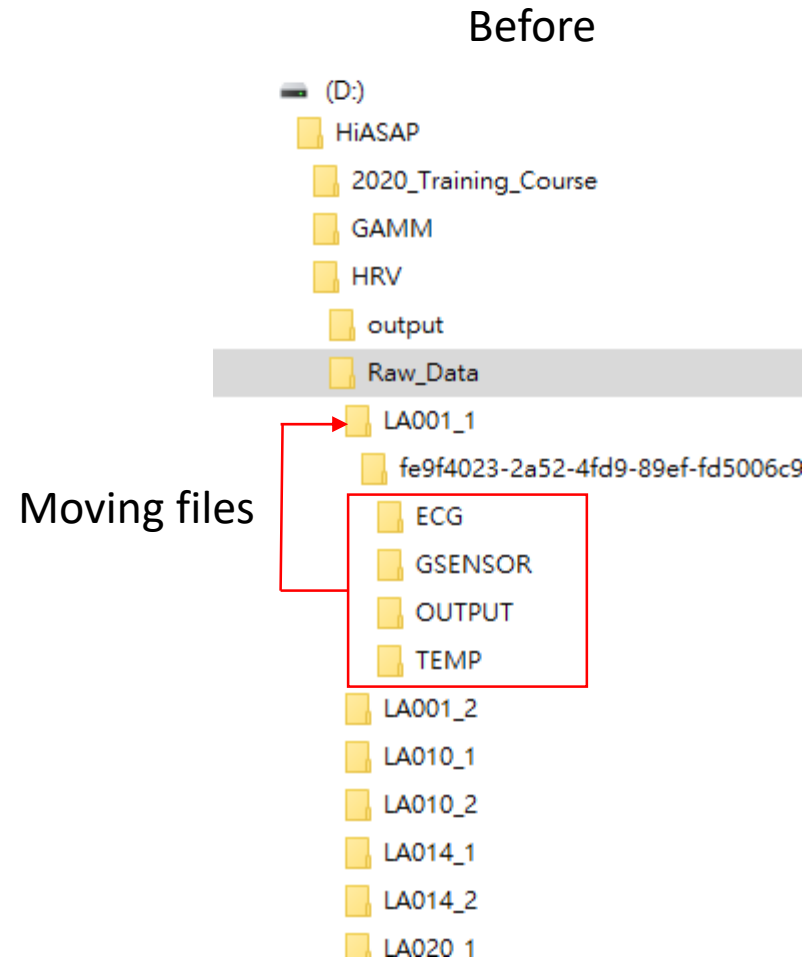 Before
(D:)
HiASAP
2020_Training_Course
GAMM
HRV
output
Raw_Data
LA001_1
fe9f4023-2a52-4fd9-89ef-fd5006c9
Moving files
ECG
GSENSOR
OUTPUT
TEMP
LA001_2
LA010_1
LA010_2
LA014_1
LA014_2
LA020_1